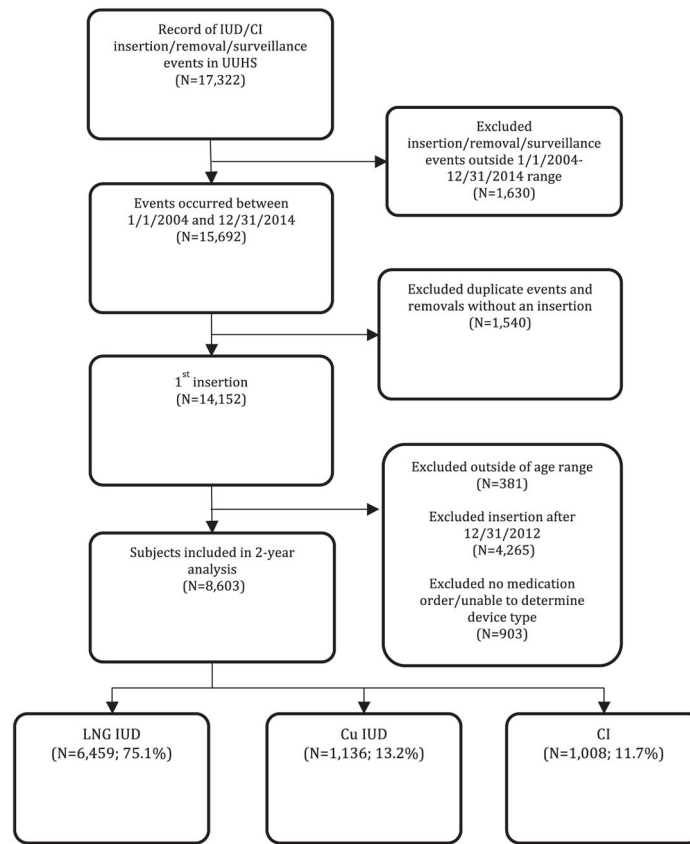 Record of IUD/CI
insertion/removal/surveillance
events in UUHS
(N=17,322)
Excluded
insertion/removal/surveillance
events outside 1/1/2004-
12/31/2014 range
(N=1,630)
Events occurred between
1/1/2004 and 12/31/2014
(N=15,692)
Excluded duplicate events and
removals without an insertion
(N=1,540)
1st insertion
(N=14,152)
Excluded outside of age range
(N=381)
Excluded insertion after
12/31/2012
(N=4,265)
Excluded no medication
order/unable to determine
device type
(N=903)
Subjects included in 2-year
analysis
(N=8,603)
LNG IUD
(N=6,459; 75.1%)
Cu IUD
(N=1,136; 13.2%)
CI
(N=1,008; 11.7%)